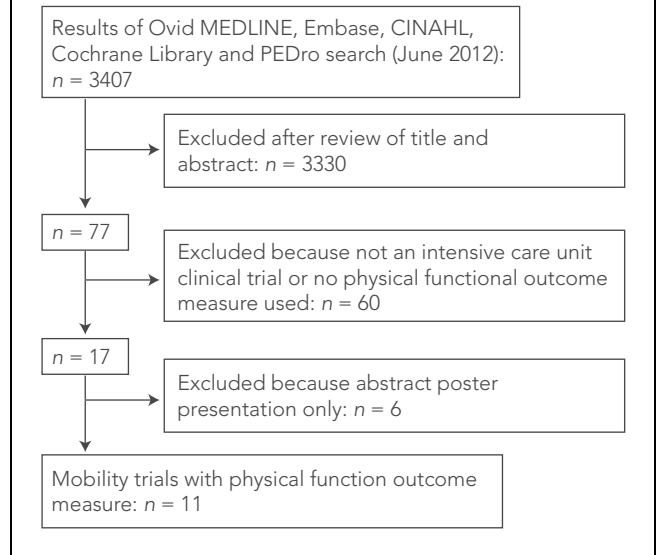 Results of Ovid MEDLINE, Embase, CINAHL,
Cochrane Library and PEDro search (June 2012):
n = 3407
Excluded after review of title and
abstract: n = 3330
n = 77
Excluded because not an intensive care unit
clinical trial or no physical functional outcome
measure used: n = 60
n = 17
Excluded because abstract poster
presentation only: n = 6
Mobility trials with physical function outcome
measure: n = 11